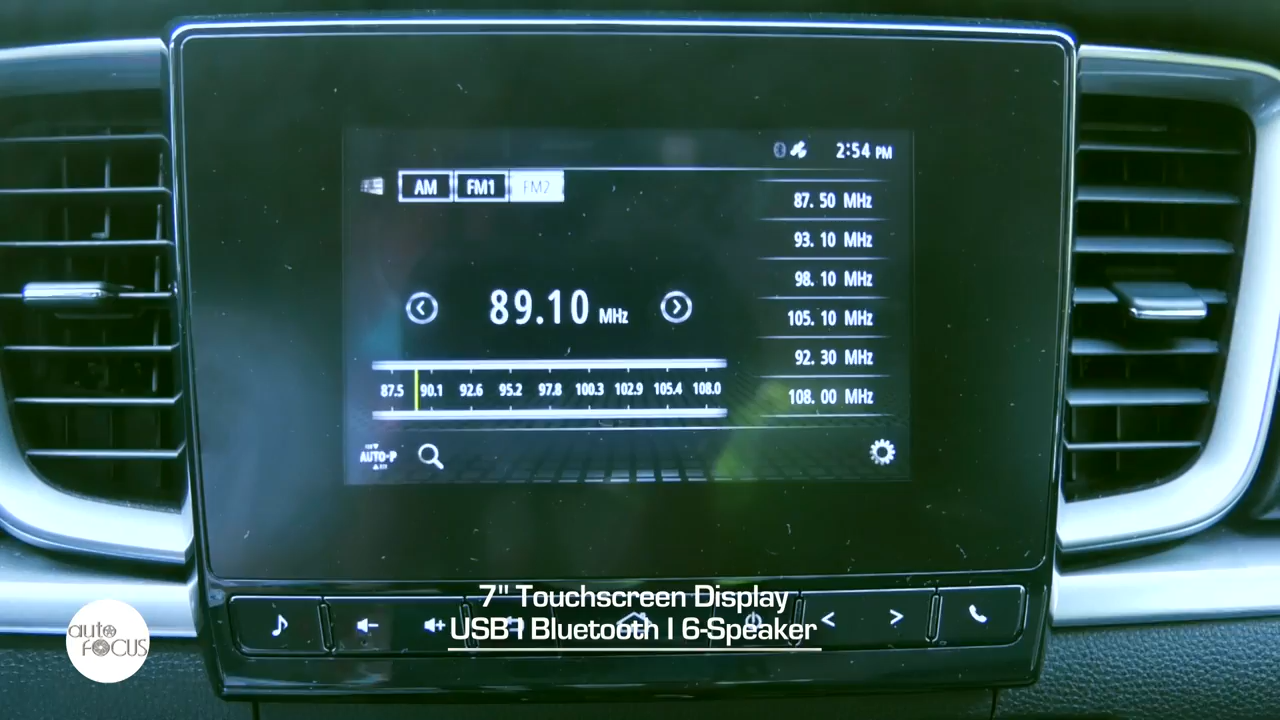 2:54 PM
AM FM1 FM2
87.50 MHz
93.10 MHz
98.10 MHz
105.10 MHz
92.30 MHz
108.00 MHz
89.10 MHz
87.5 90.1 92.6 95.2 97.8 100.3 102.9 105.4 108.0
AUTO-P
7" Touchscreen Display
USB | Bluetooth | 6-Speaker
auto
FOCUS